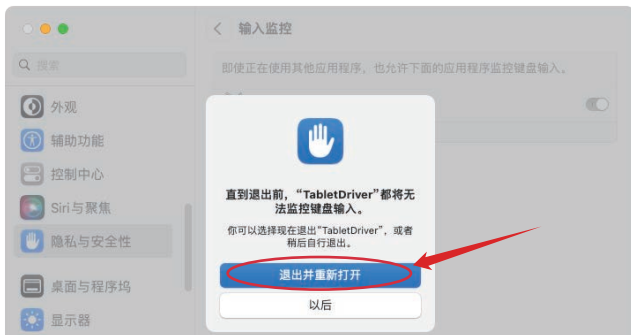 输入监控
搜索
即使正在使用其他应用程序，也允许下面的应用程序监控键盘输入。
外观
辅助功能
控制中心
Siri与聚焦
隐私与安全性
桌面与程序坞
显示器
直到退出前，“TabletDriver”都将无
法监控键盘输入。
你可以选择现在退出“TabletDriver”，或者
稍后自行退出。
退出并重新打开
以后